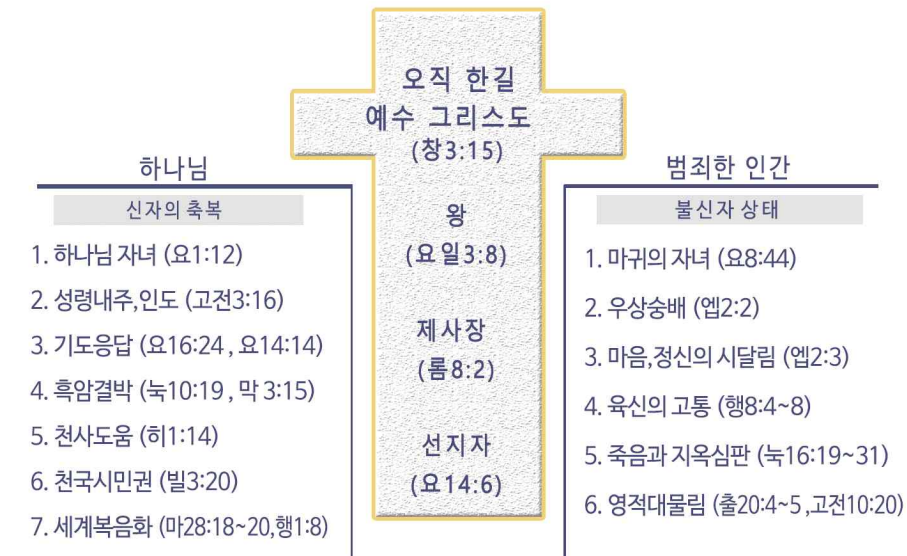 오직 한길
예수 그리스도
(창3:15)
왕
(요일3:8)
제사장
(롬8:2)
선지자
(요14:6)
하나님
신자의 축복
1. 하나님 자녀 (요1:12)
2. 성령내주,인도 (고전3:16)
3. 기도응답 (요16:24 , 요14:14)
4. 흑암결박 (눅10:19 , 막 3:15)
5. 천사도움 (히1:14)
6. 천국시민권 (빌3:20)
7. 세계복음화 (마28:18~20,행1:8)
범죄한 인간
불신자 상태
1. 마귀의 자녀 (요8:44)
2. 우상숭배 (엡2:2)
3. 마음,정신의 시달림 (엡2:3)
4. 육신의 고통 (행8:4~8)
5. 죽음과 지옥심판 (눅16:19~31)
6. 영적대물림 (출20:4~5 ,고전10:20)